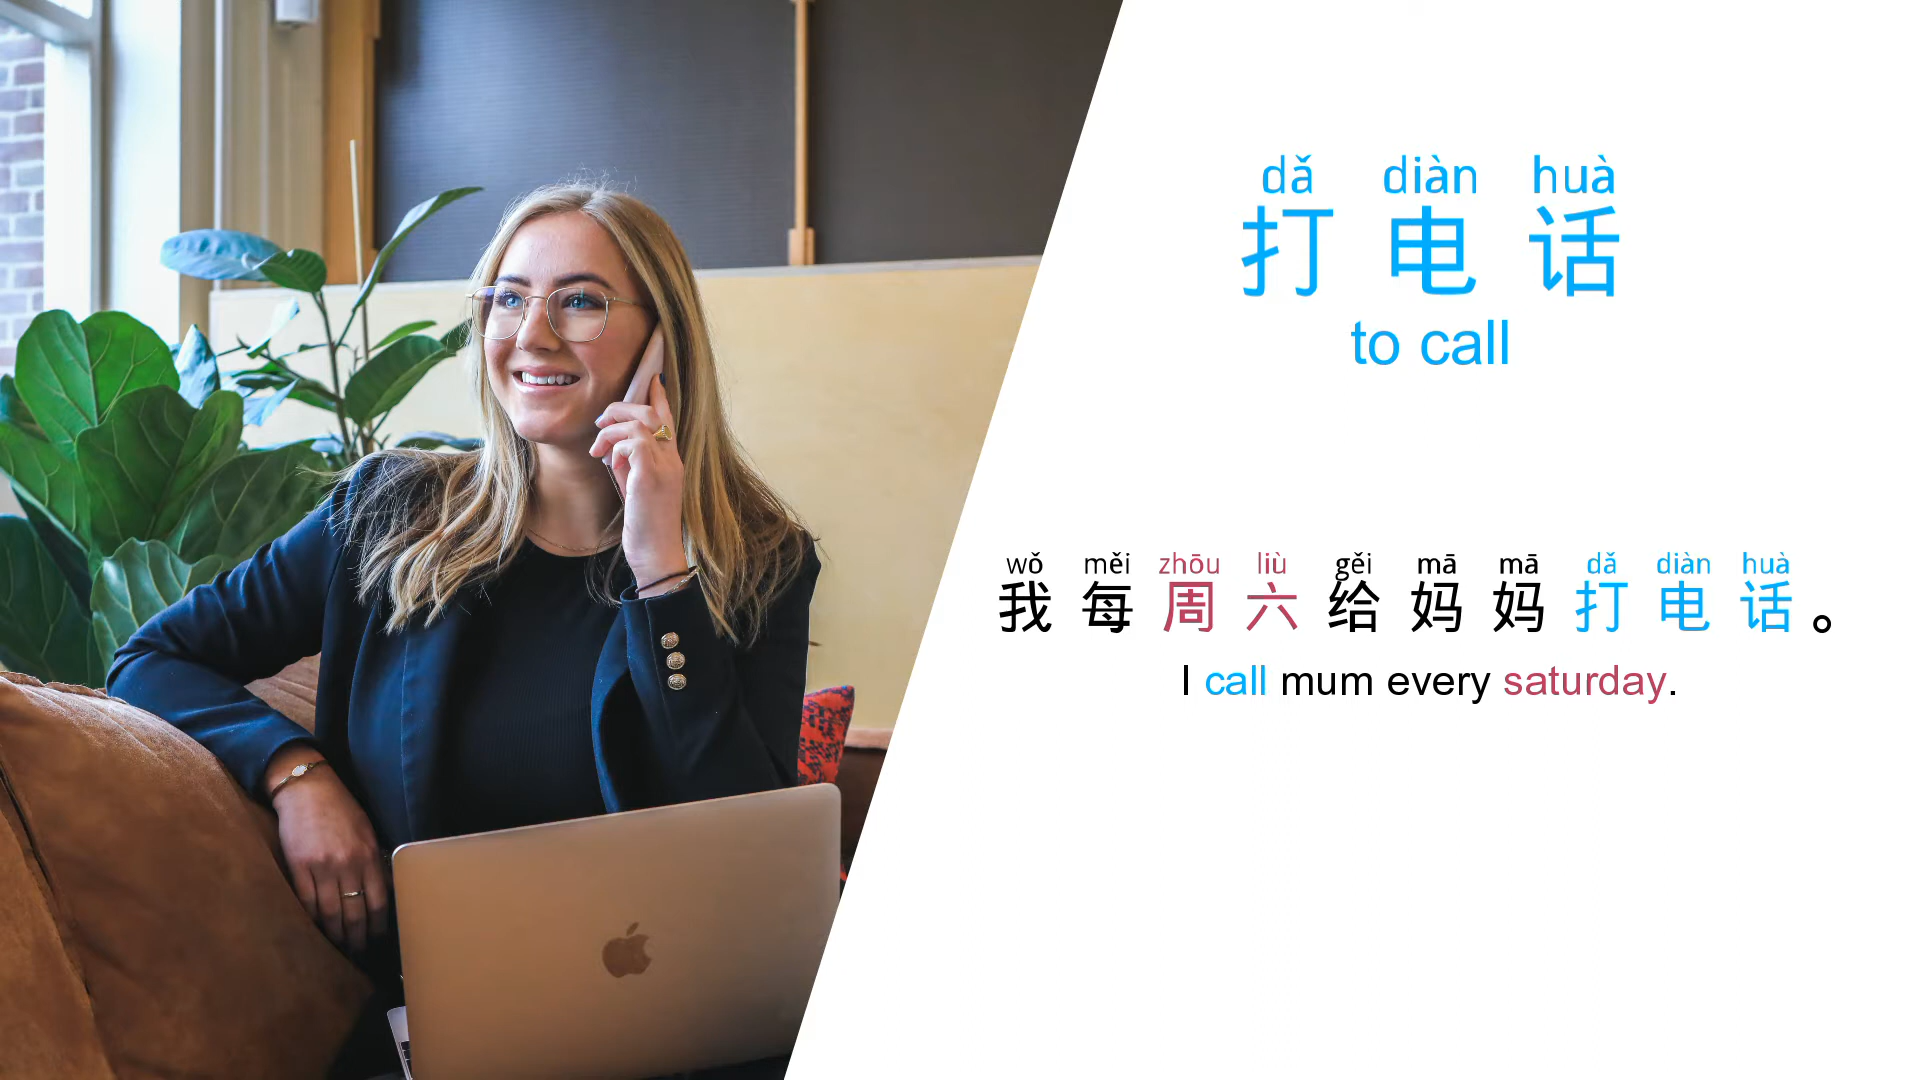 dǎ diàn huà
打电话
to call
wǒ měi zhōu liù gěi mā mā dǎ diàn huà
我每周六给妈妈打电话。
I call mum every saturday.